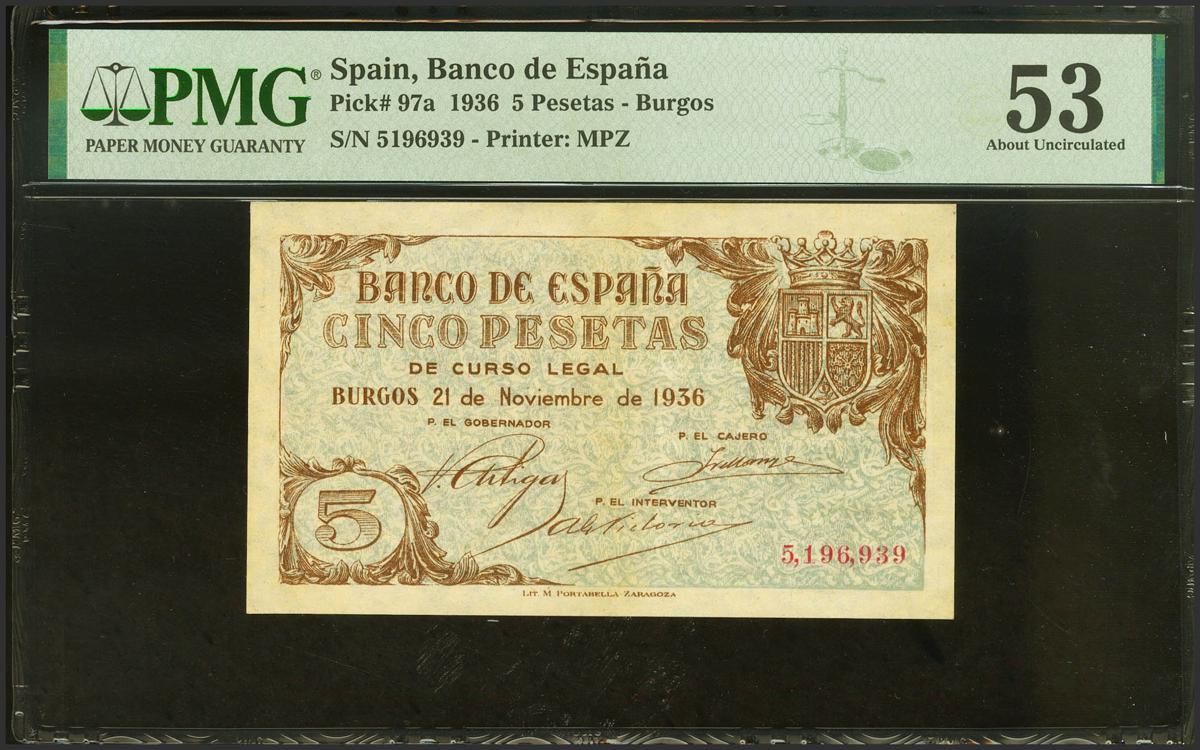 PMG®
PAPER MONEY GUARANTY
Spain, Banco de España
Pick# 97a 1936 5 Pesetas - Burgos
S/N 5196939 - Printer: MPZ
53
About Uncirculated
BANCO DE ESPAÑA
CINCO PESETAS
DE CURSO LEGAL
BURGOS 21 de Noviembre de 1936
P. EL GOBERNADOR
P. EL CAJERO
P. EL INTERVENTOR
5
5,196,939
LIT. M PORTABELLA ZARAGOZA